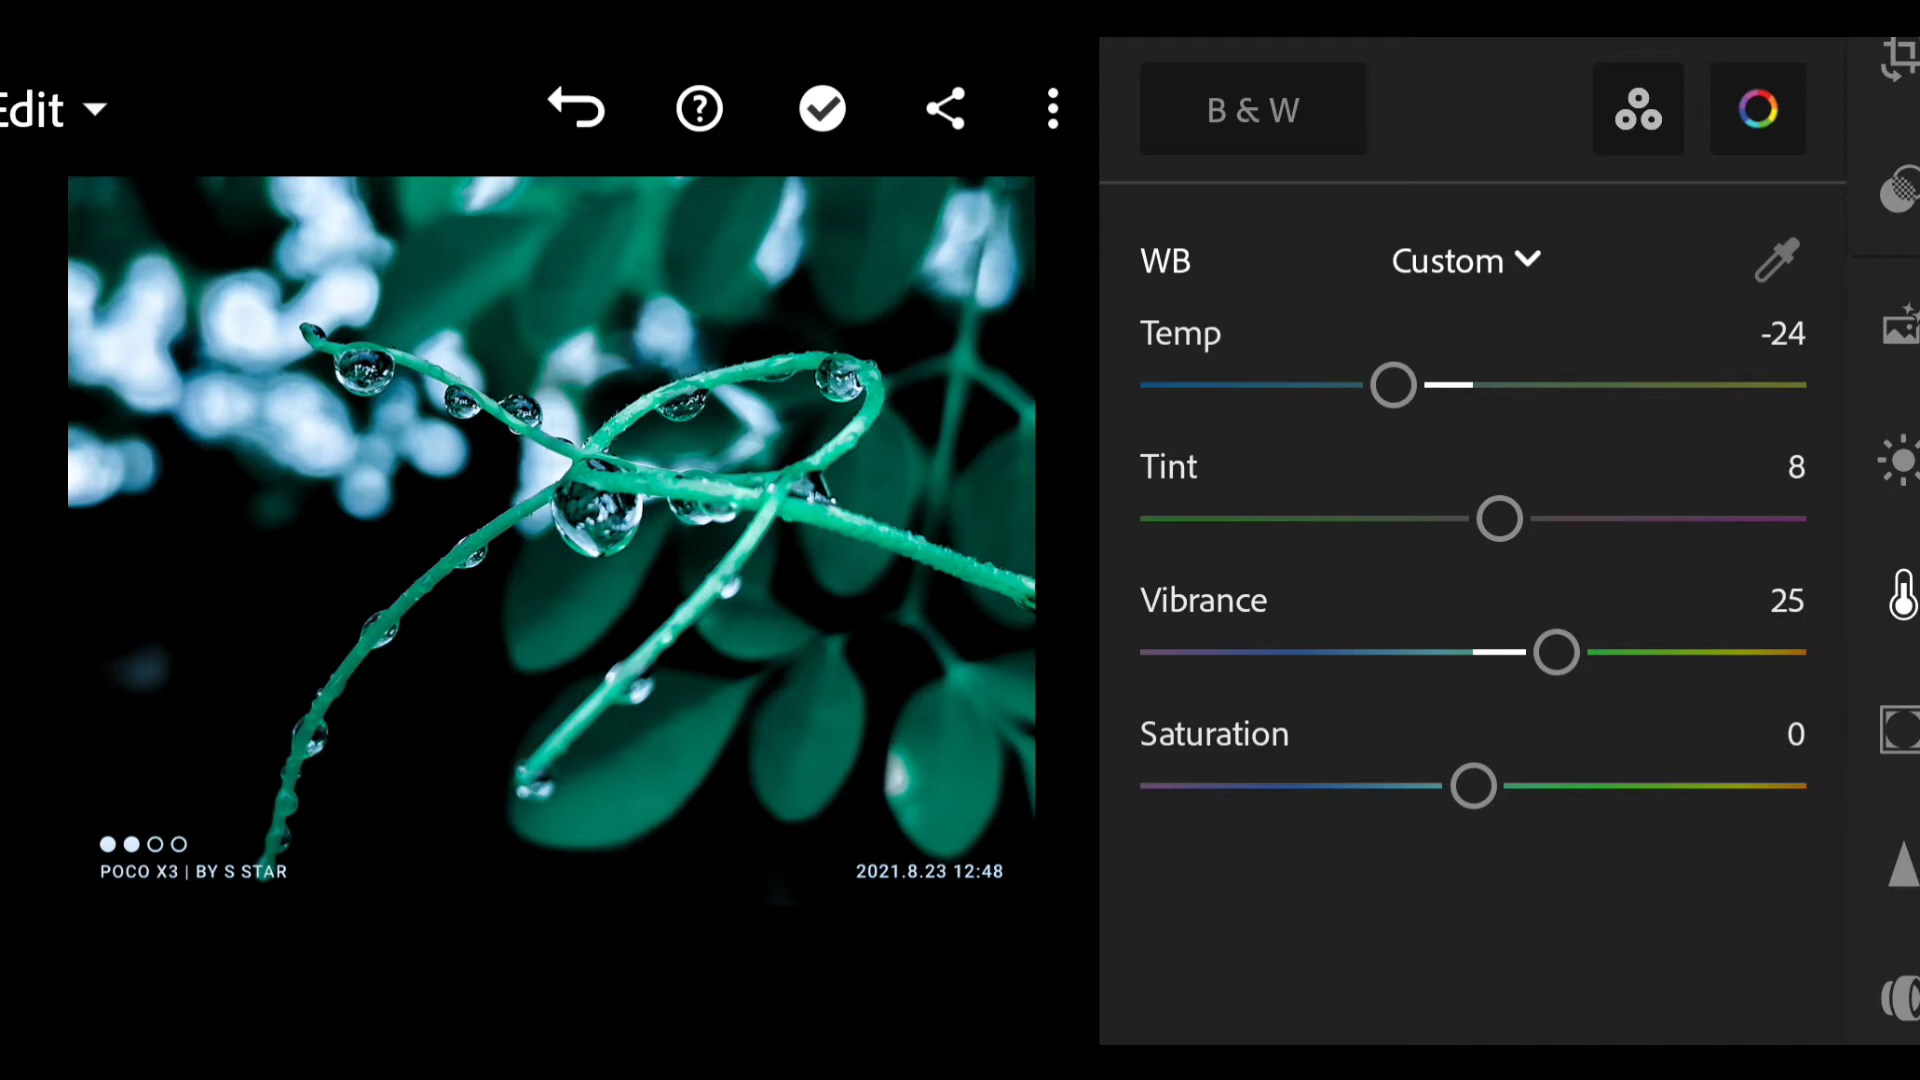 Edit
B & W
WB Custom
Temp -24
Tint 8
Vibrance 25
Saturation 0
POCO X3 | BY S STAR
2021.8.23 12:48